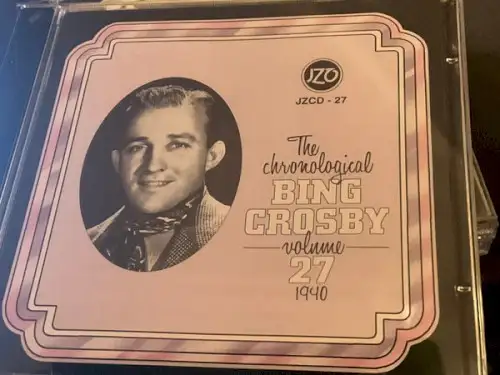 JZO
JZCD - 27
The
chronological
BING
CROSBY
volume
27
1940